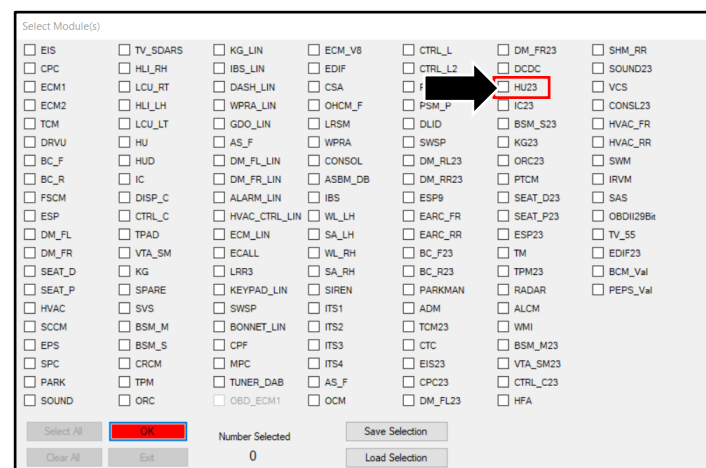 Select Module(s)
EIS TV_SDARS KG_LIN ECM_V8 CTRL_L DM_FR23 SHM_RR
CPC HLI_RH IBS_LIN EDIF CTRL_L2 DCDC SOUND23
ECM1 LCU_RT DASH_LIN CSA HU23 VCS
ECM2 HLI_LH WPRA_LIN OHCM_F PSM_P IC23 CONSL23
TCM LCU_LT GDO_LIN LRSM DLID BSM_S23 HVAC_FR
DRVU HU AS_F WPRA SWSP KG23 HVAC_RR
BC_F HUD DM_FL_LIN CONSOL DM_RL23 ORC23 SWM
BC_R IC DM_FR_LIN ASBM_DB DM_RR23 PTCM IRVM
FSCM DISP_C ALARM_LIN IBS ESP9 SEAT_D23 SAS
ESP CTRL_C HVAC_CTRL_LIN WL_LH EARC_FR SEAT_P23 OBDII29Bit
DM_FL TPAD ECM_LIN SA_LH EARC_RR ESP23 TV_55
DM_FR VTA_SM ECALL WL_RH BC_F23 TM EDIF23
SEAT_D KG LRR3 SA_RH BC_R23 TPM23 BCM_Val
SEAT_P SPARE KEYPAD_LIN SIREN PARKMAN RADAR PEPS_Val
HVAC SVS SWSP ITS1 ADM ALCM
SCCM BSM_M BONNET_LIN ITS2 TCM23 WMI
EPS BSM_S CPF ITS3 CTC BSM_M23
SPC CRCM MPC ITS4 EIS23 VTA_SM23
PARK TPM TUNER_DAB AS_F CPC23 CTRL_C23
SOUND ORC OBD_ECM1 OCM DM_FL23 HFA
Select All OK Number Selected Save Selection
Clear All Exit 0 Load Selection